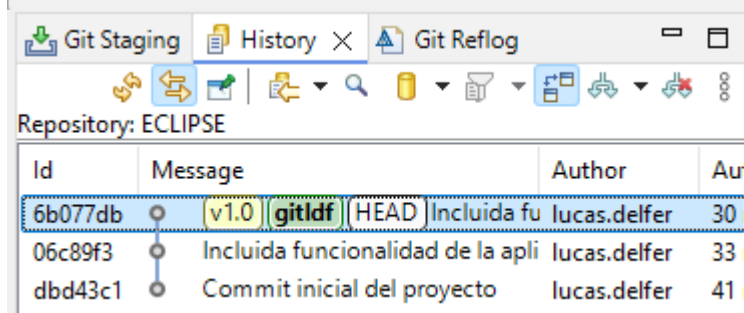 Git Staging History Git Reflog
Repository: ECLIPSE
Id Message Author Au
6b077db v1.0 gitldf HEAD Incluida fu lucas.delfer 30
06c89f3 Incluida funcionalidad de la apli lucas.delfer 33
dbd43c1 Commit inicial del proyecto lucas.delfer 41